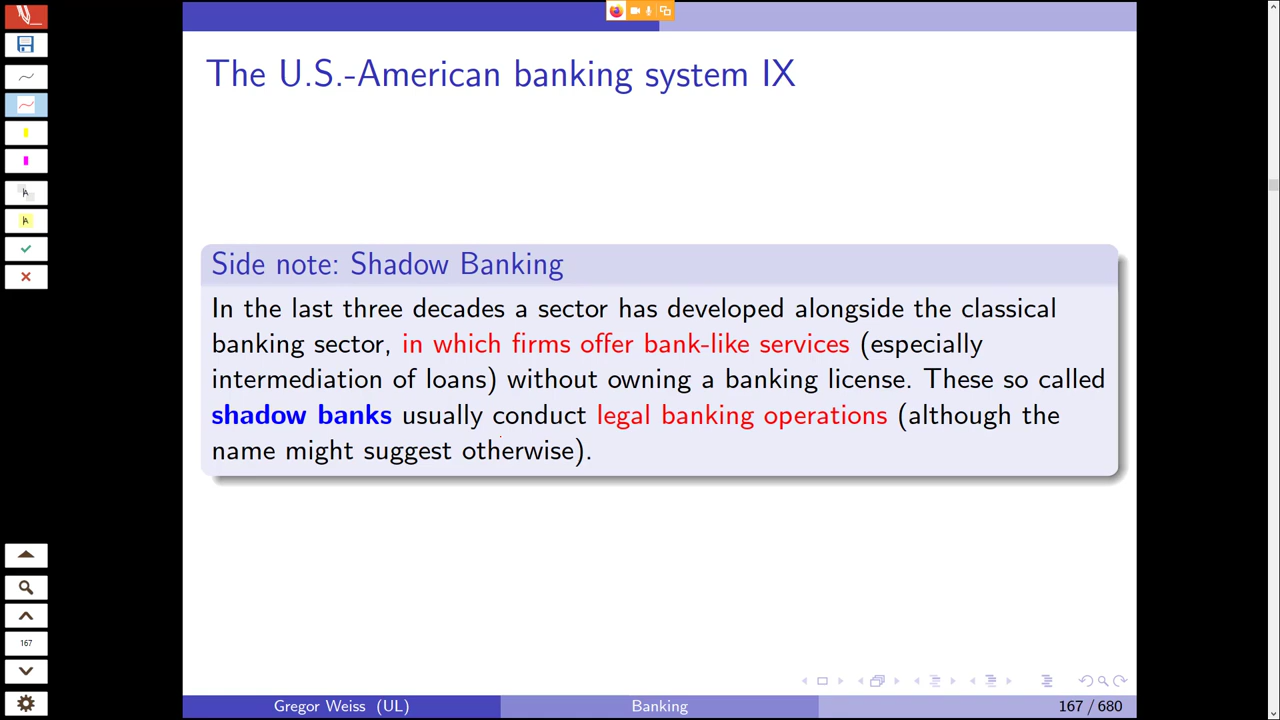 The U.S.-American banking system IX
Side note: Shadow Banking
In the last three decades a sector has developed alongside the classical
banking sector, in which firms offer bank-like services (especially
intermediation of loans) without owning a banking license. These so called
shadow banks usually conduct legal banking operations (although the
name might suggest otherwise).
A
A
167
Gregor Weiss (UL)
Banking
167 / 680